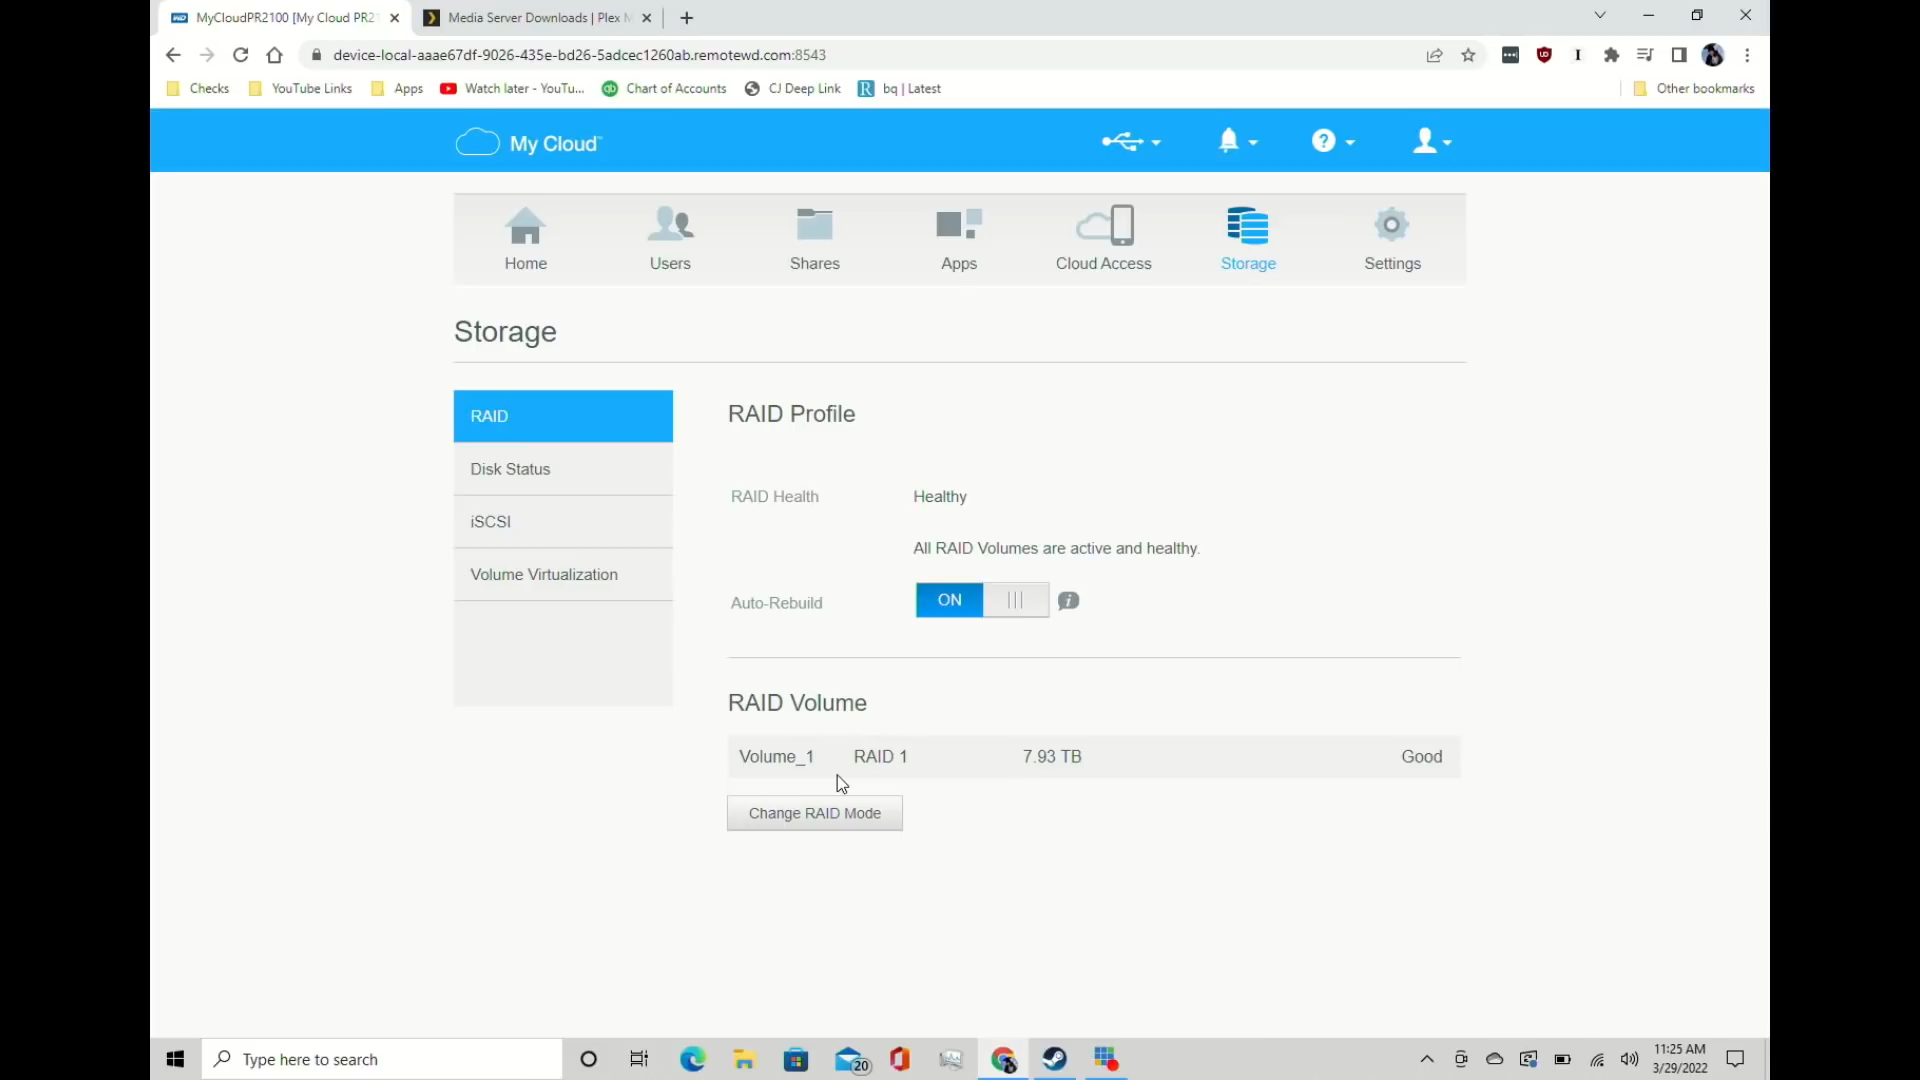 MyCloudPR2100 [My Cloud PR21
Media Server Downloads | Plex M
device-local-aaae67df-9026-435e-bd26-5adcec1260ab.remotewd.com:8543
Checks
YouTube Links
Apps
Watch later - YouTu...
Chart of Accounts
CJ Deep Link
bq | Latest
Other bookmarks
My Cloud
Home
Users
Shares
Apps
Cloud Access
Storage
Settings
Storage
RAID
Disk Status
iSCSI
Volume Virtualization
RAID Profile
RAID Health Healthy
All RAID Volumes are active and healthy.
Auto-Rebuild ON
RAID Volume
Volume_1 RAID 1 7.93 TB Good
Change RAID Mode
Type here to search
20
11:25 AM
3/29/2022